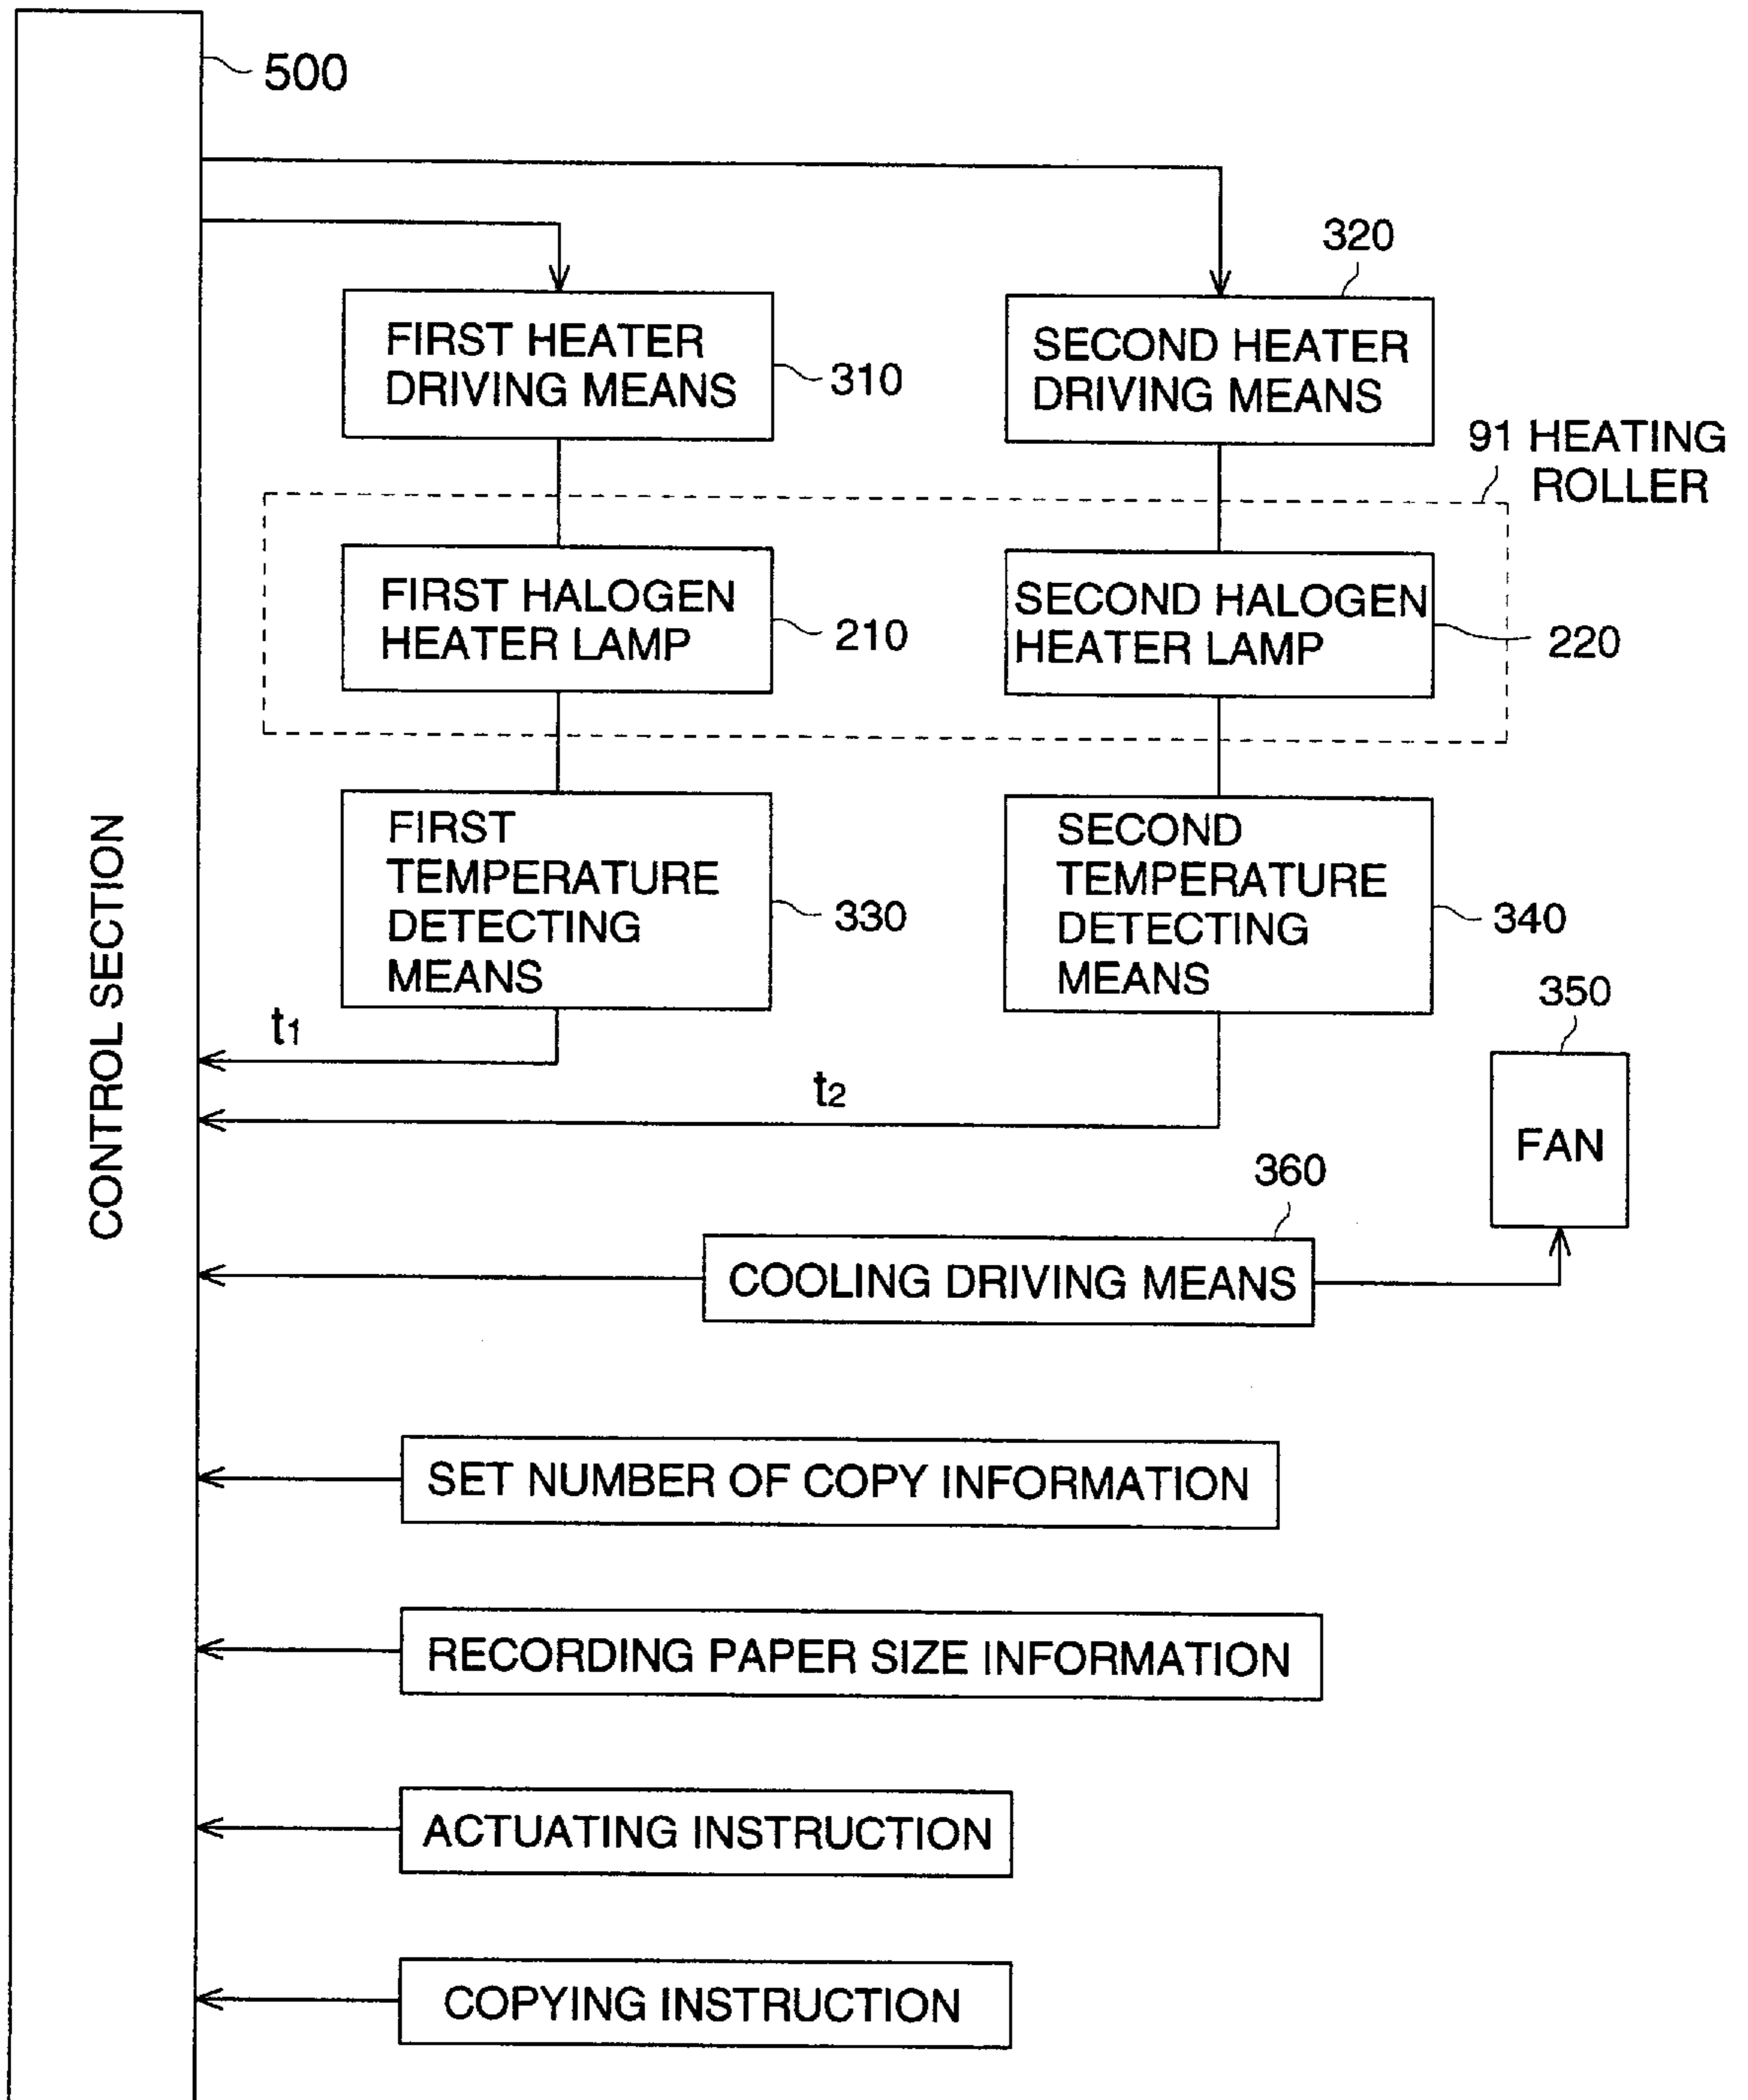 500
320
FIRST HEATER
DRIVING MEANS
310
SECOND HEATER
DRIVING MEANS
91 HEATING
ROLLER
FIRST HALOGEN
HEATER LAMP
210
SECOND HALOGEN
HEATER LAMP
220
FIRST
TEMPERATURE
DETECTING
MEANS
330
SECOND
TEMPERATURE
DETECTING
MEANS
340
CONTROL SECTION
t1
t2
350
FAN
360
COOLING DRIVING MEANS
SET NUMBER OF COPY INFORMATION
RECORDING PAPER SIZE INFORMATION
ACTUATING INSTRUCTION
COPYING INSTRUCTION